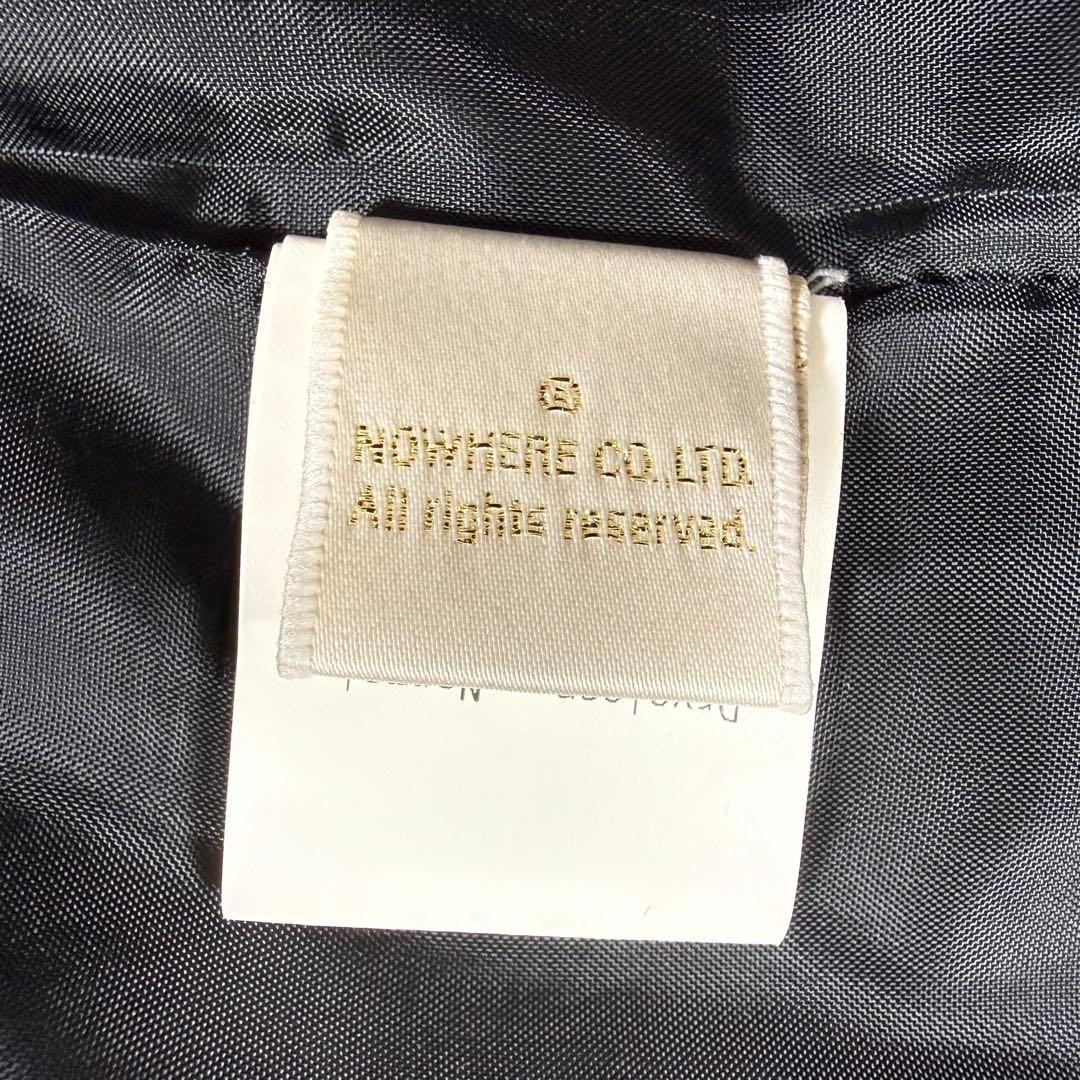 NOWHERE CO.,LTD.
All rights reserved.